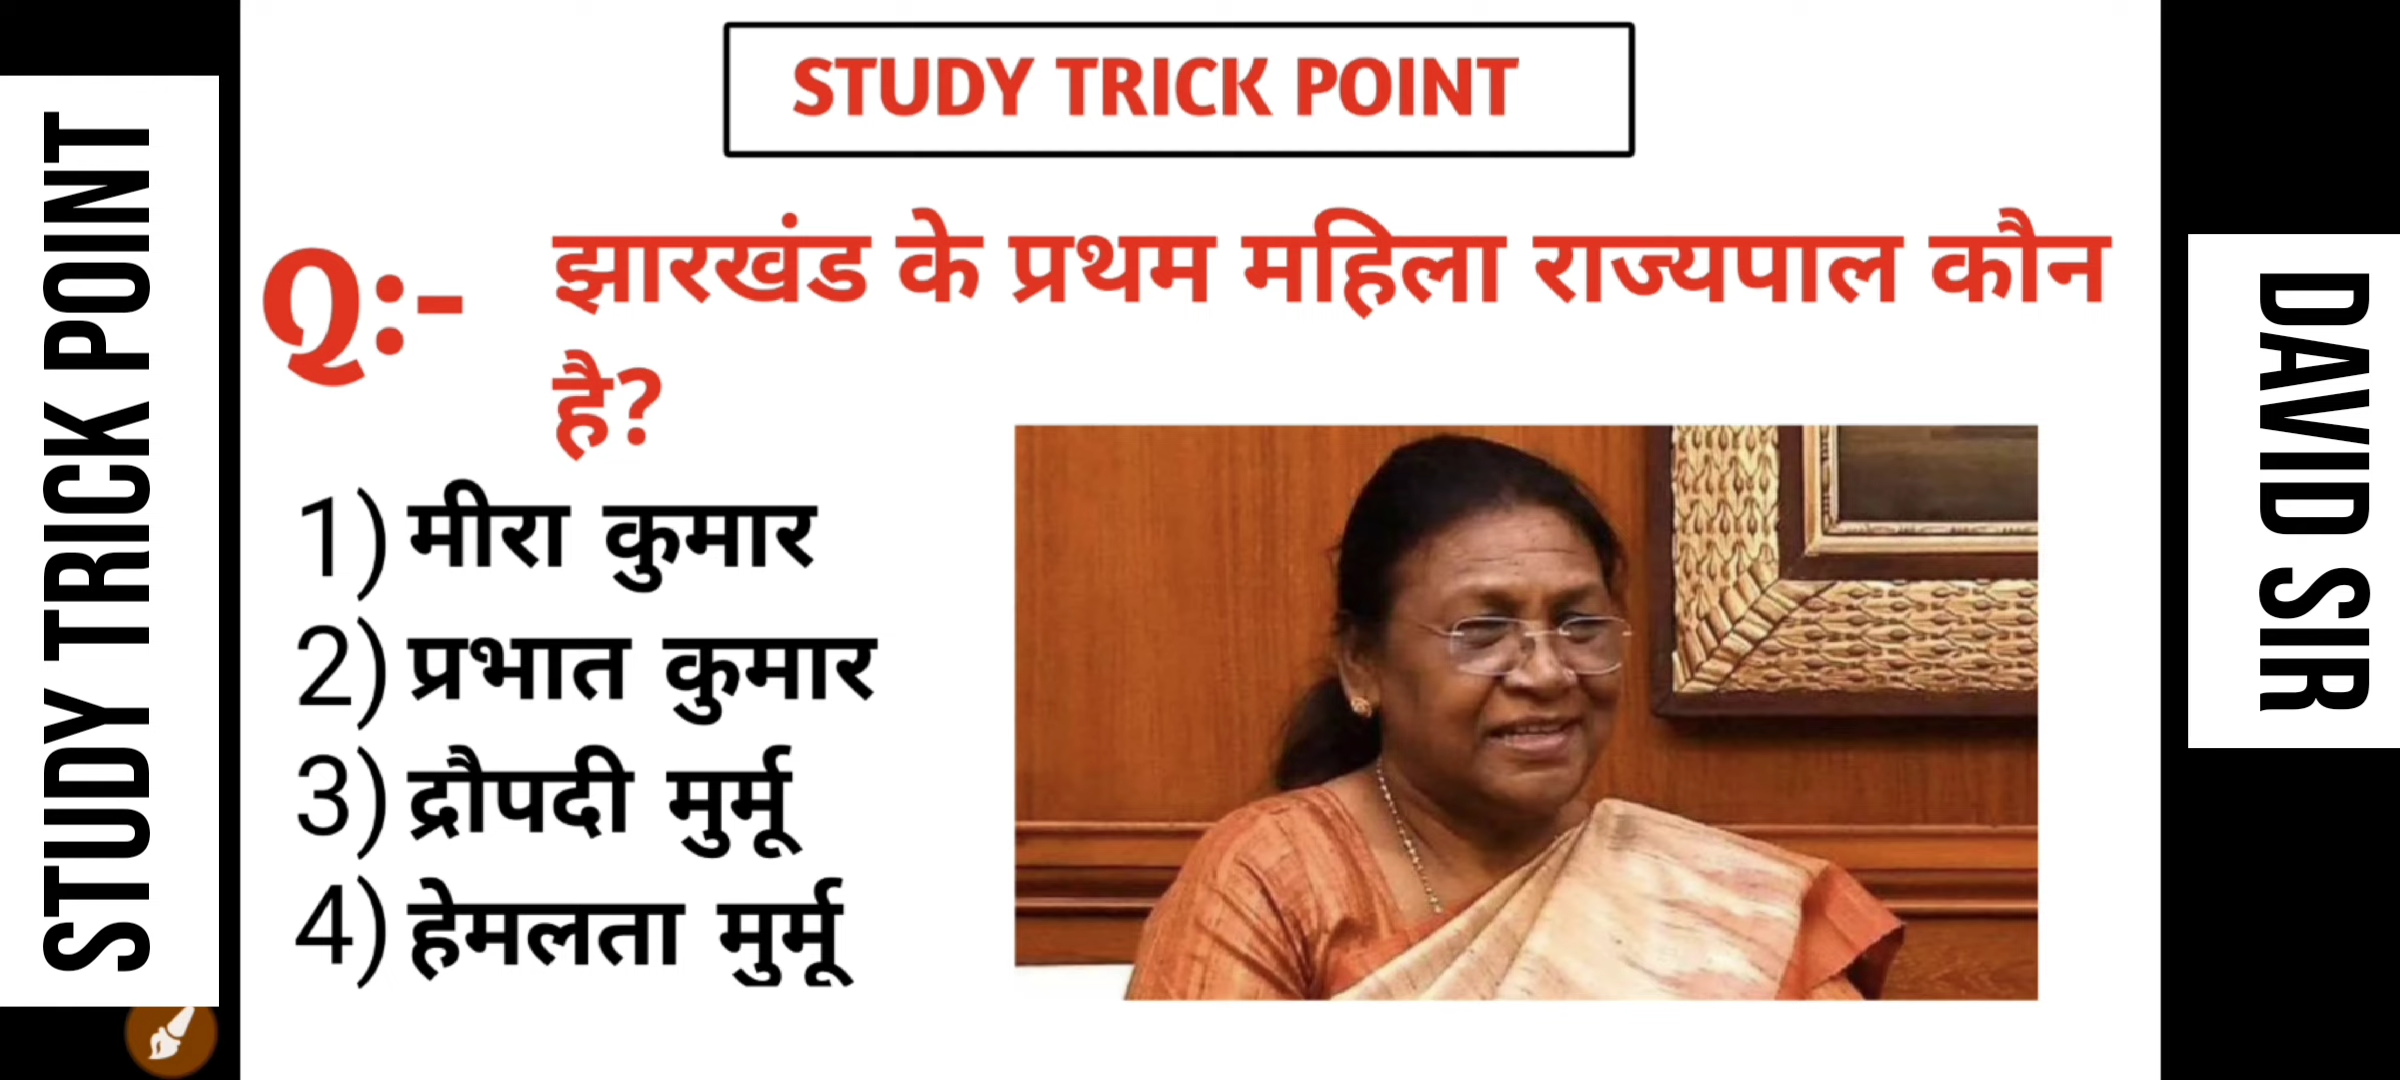 STUDY TRICK POINT
STUDY TRICK POINT
Q:- झारखंड के प्रथम महिला राज्यपाल कौन
है?
1) मीरा कुमार
2) प्रभात कुमार
3) द्रौपदी मुर्मू
4) हेमलता मुर्मू
DAVID SIR